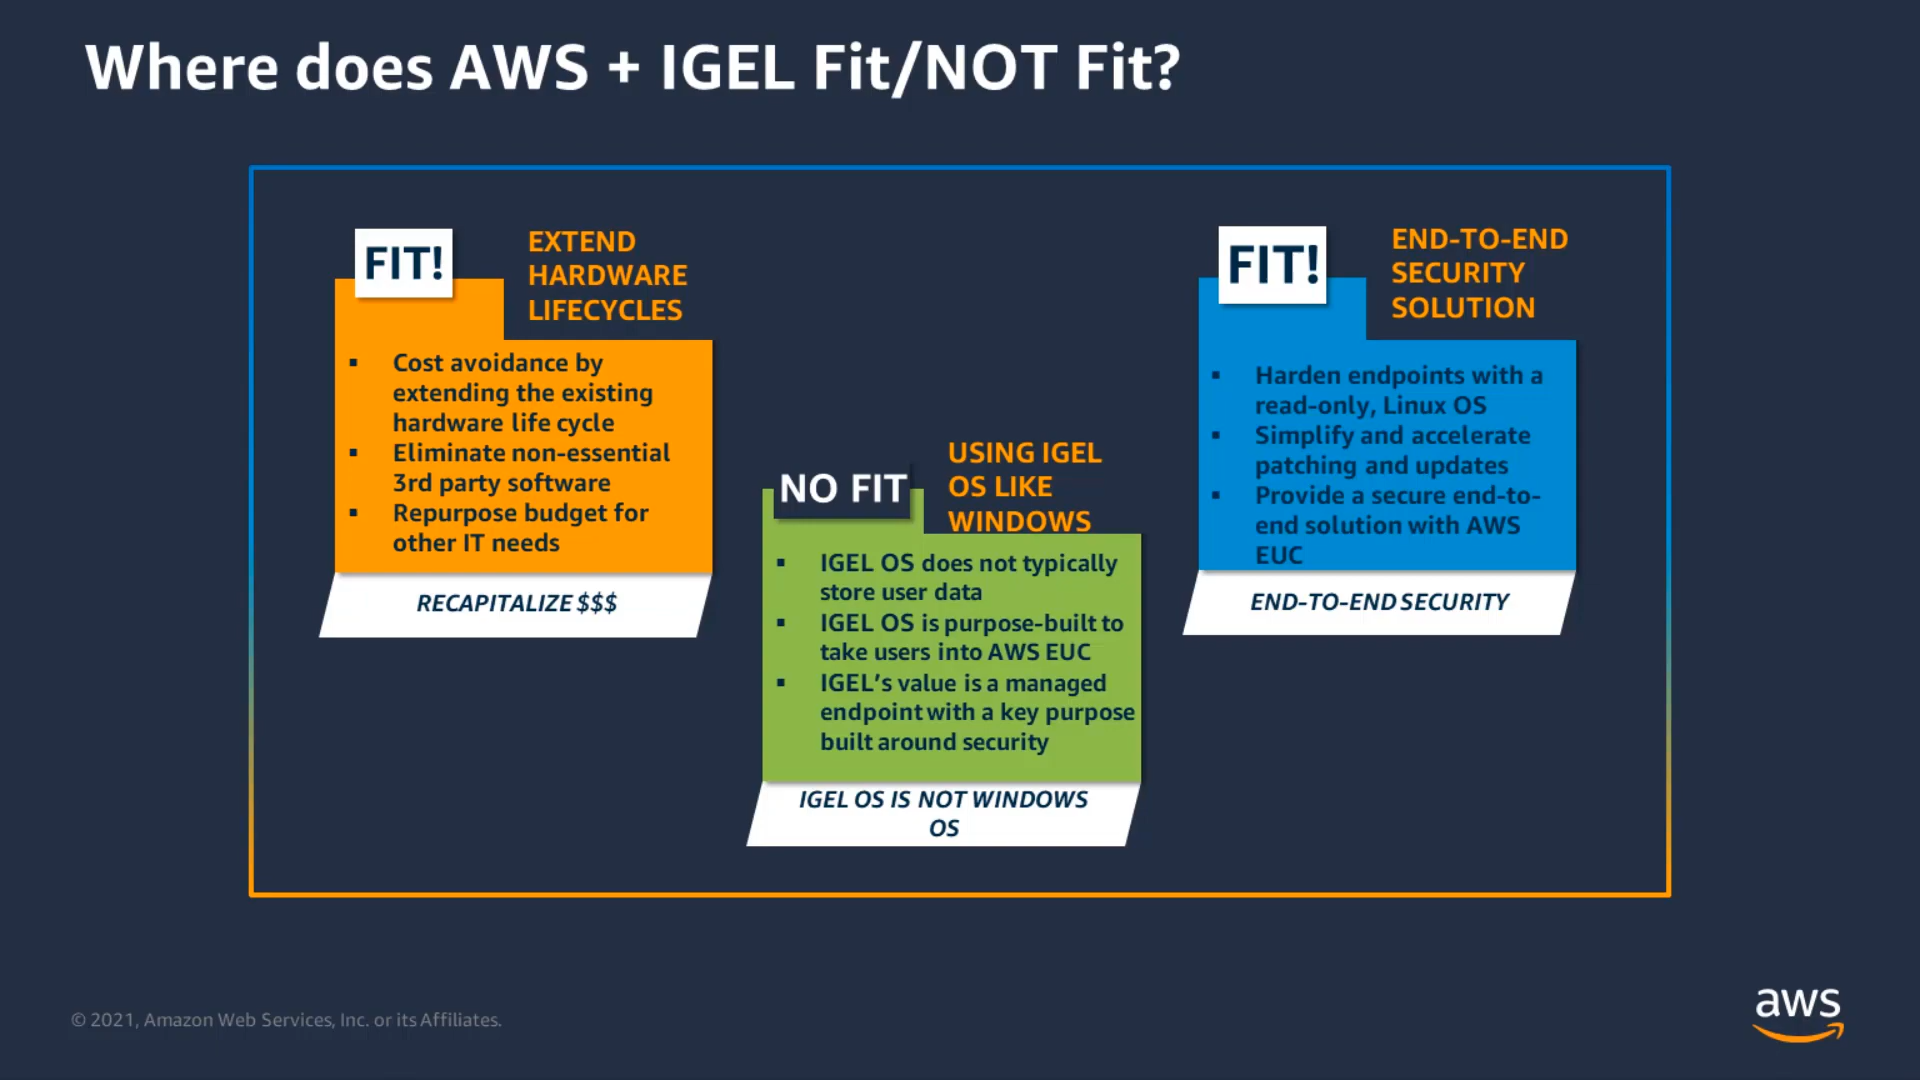 Where does AWS + IGEL Fit/NOT Fit?
FIT!
EXTEND
HARDWARE
LIFECYCLES
▪ Cost avoidance by
extending the existing
hardware life cycle
▪ Eliminate non-essential
3rd party software
▪ Repurpose budget for
other IT needs
RECAPITALIZE $$$
NO FIT
USING IGEL
OS LIKE
WINDOWS
▪ IGEL OS does not typically
store user data
▪ IGEL OS is purpose-built to
take users into AWS EUC
▪ IGEL’s value is a managed
endpoint with a key purpose
built around security
IGEL OS IS NOT WINDOWS
OS
FIT!
END-TO-END
SECURITY
SOLUTION
▪ Harden endpoints with a
read-only, Linux OS
▪ Simplify and accelerate
patching and updates
▪ Provide a secure end-to-
end solution with AWS
EUC
END-TO-END SECURITY
© 2021, Amazon Web Services, Inc. or its Affiliates.
aws